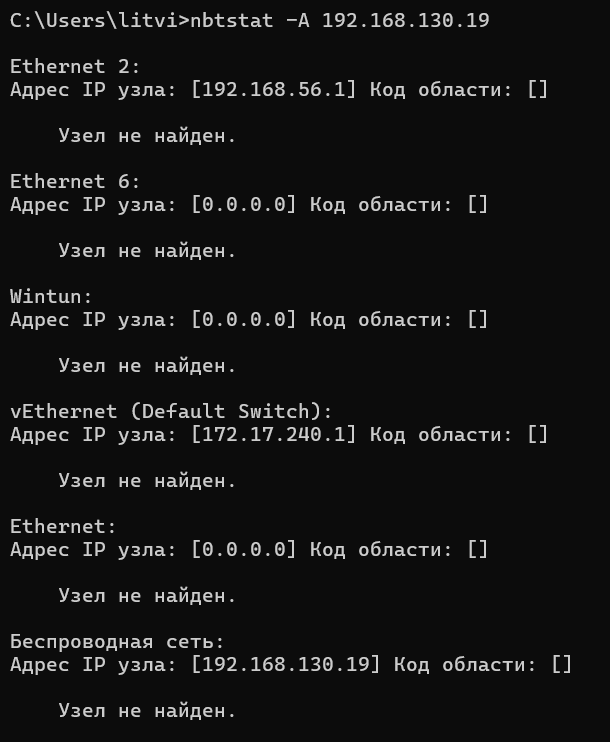 C:\Users\litvi>nbtstat -A 192.168.130.19
Ethernet 2:
Адрес IP узла: [192.168.56.1] Код области: []
Узел не найден.
Ethernet 6:
Адрес IP узла: [0.0.0.0] Код области: []
Узел не найден.
Wintun:
Адрес IP узла: [0.0.0.0] Код области: []
Узел не найден.
vEthernet (Default Switch):
Адрес IP узла: [172.17.240.1] Код области: []
Узел не найден.
Ethernet:
Адрес IP узла: [0.0.0.0] Код области: []
Узел не найден.
Беспроводная сеть:
Адрес IP узла: [192.168.130.19] Код области: []
Узел не найден.